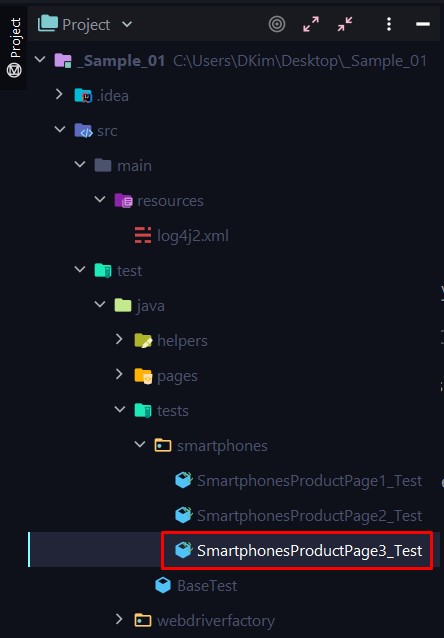 Project
Project
_Sample_01 C:\Users\DKim\Desktop\_Sample_01
.idea
src
main
resources
log4j2.xml
test
java
helpers
pages
tests
smartphones
SmartphonesProductPage1_Test
SmartphonesProductPage2_Test
SmartphonesProductPage3_Test
BaseTest
webdriverfactory